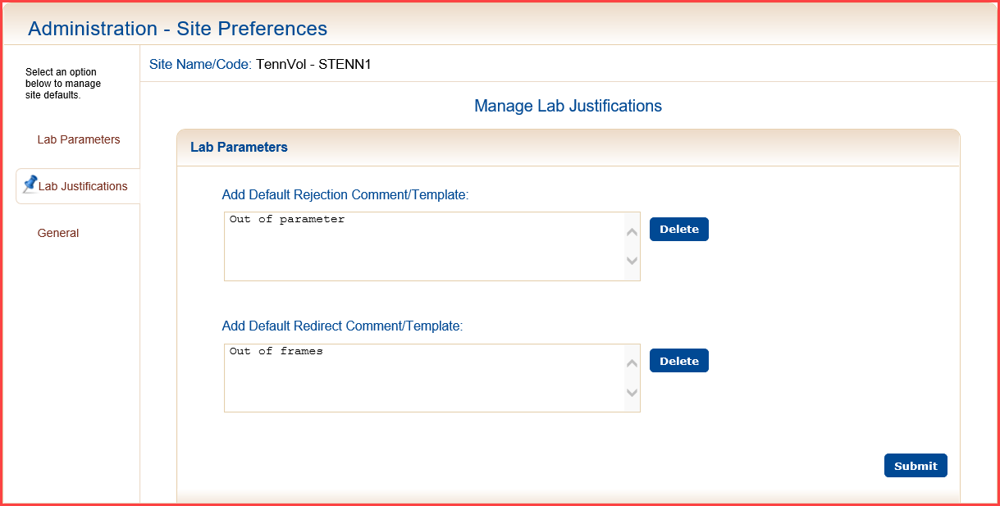 Administration - Site Preferences
Select an option
below to manage
site defaults.
Site Name/Code: TennVol - STENN1
Manage Lab Justifications
Lab Parameters
Lab Justifications
General
Lab Parameters
Add Default Rejection Comment/Template:
Out of parameter
Delete
Add Default Redirect Comment/Template:
Out of frames
Delete
Submit